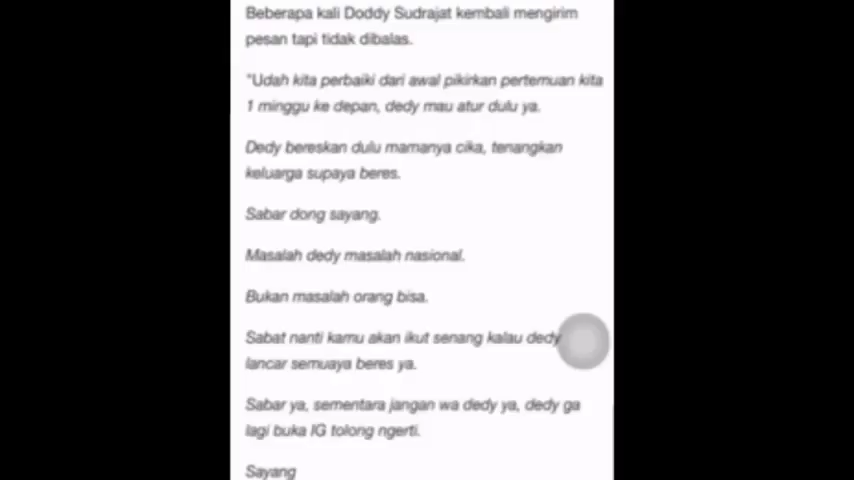 Beberapa kali Doddy Sudrajat kembali mengirim
pesan tapi tidak dibalas.
"Udah kita perbaiki dari awal pikirkan pertemuan kita
1 minggu ke depan, dedy mau atur dulu ya.
Dedy bereskan dulu mamanya cika, tenangkan
keluarga supaya beres.
Sabar dong sayang.
Masalah dedy masalah nasional.
Bukan masalah orang bisa.
Sabat nanti kamu akan ikut senang kalau dedy
lancar semuaya beres ya.
Sabar ya, sementara jangan wa dedy ya, dedy ga
lagi buka IG tolong ngerti.
Sayang